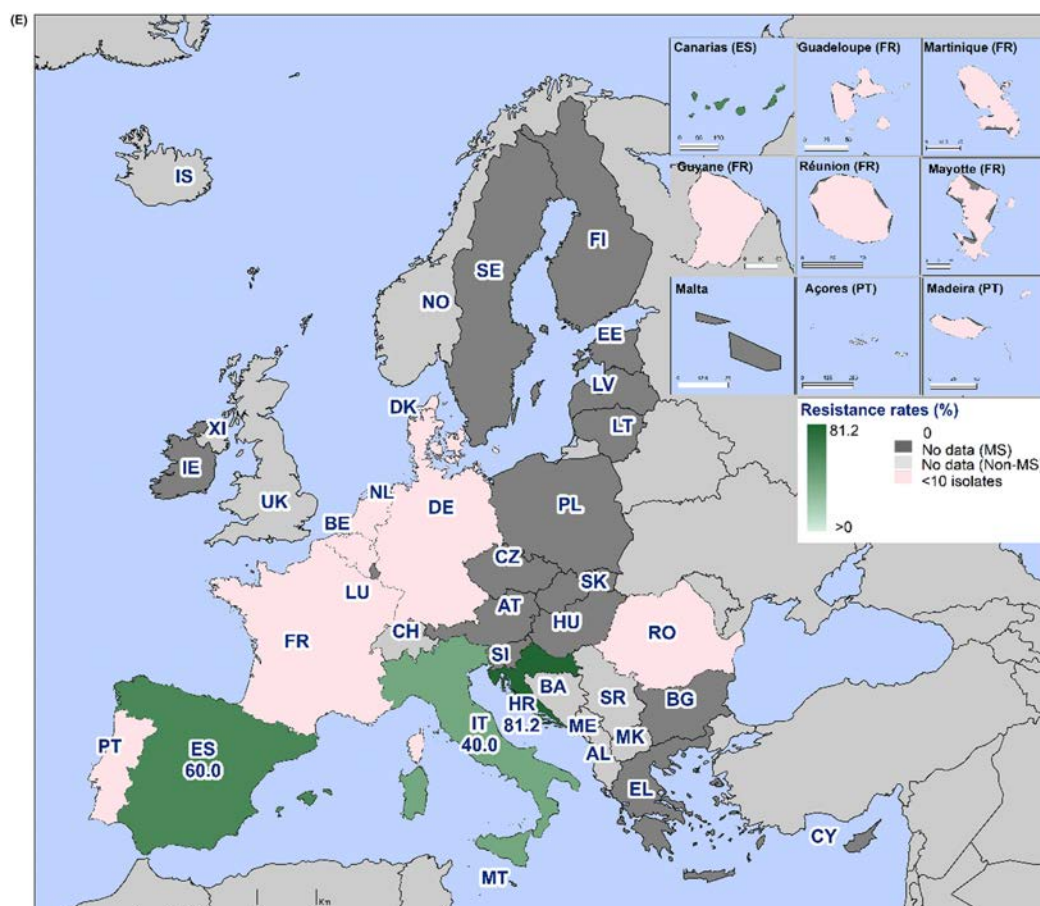 (E)
Canarias (ES)
Guadeloupe (FR)
Martinique (FR)
Guyane (FR)
Réunion (FR)
Mayotte (FR)
Malta
Açores (PT)
Madeira (PT)
IS
FI
SE
NO
EE
LV
LT
DK
XI
IE
UK
NL
BE
DE
PL
LU
CZ
SK
AT
HU
FR
CH
SI
RO
HR
81.2
BA
SR
BG
ME
MK
AL
IT
40.0
PT
ES
60.0
EL
MT
CY
Resistance rates (%)
81.2
>0
0
No data (MS)
No data (Non-MS)
<10 isolates
Km